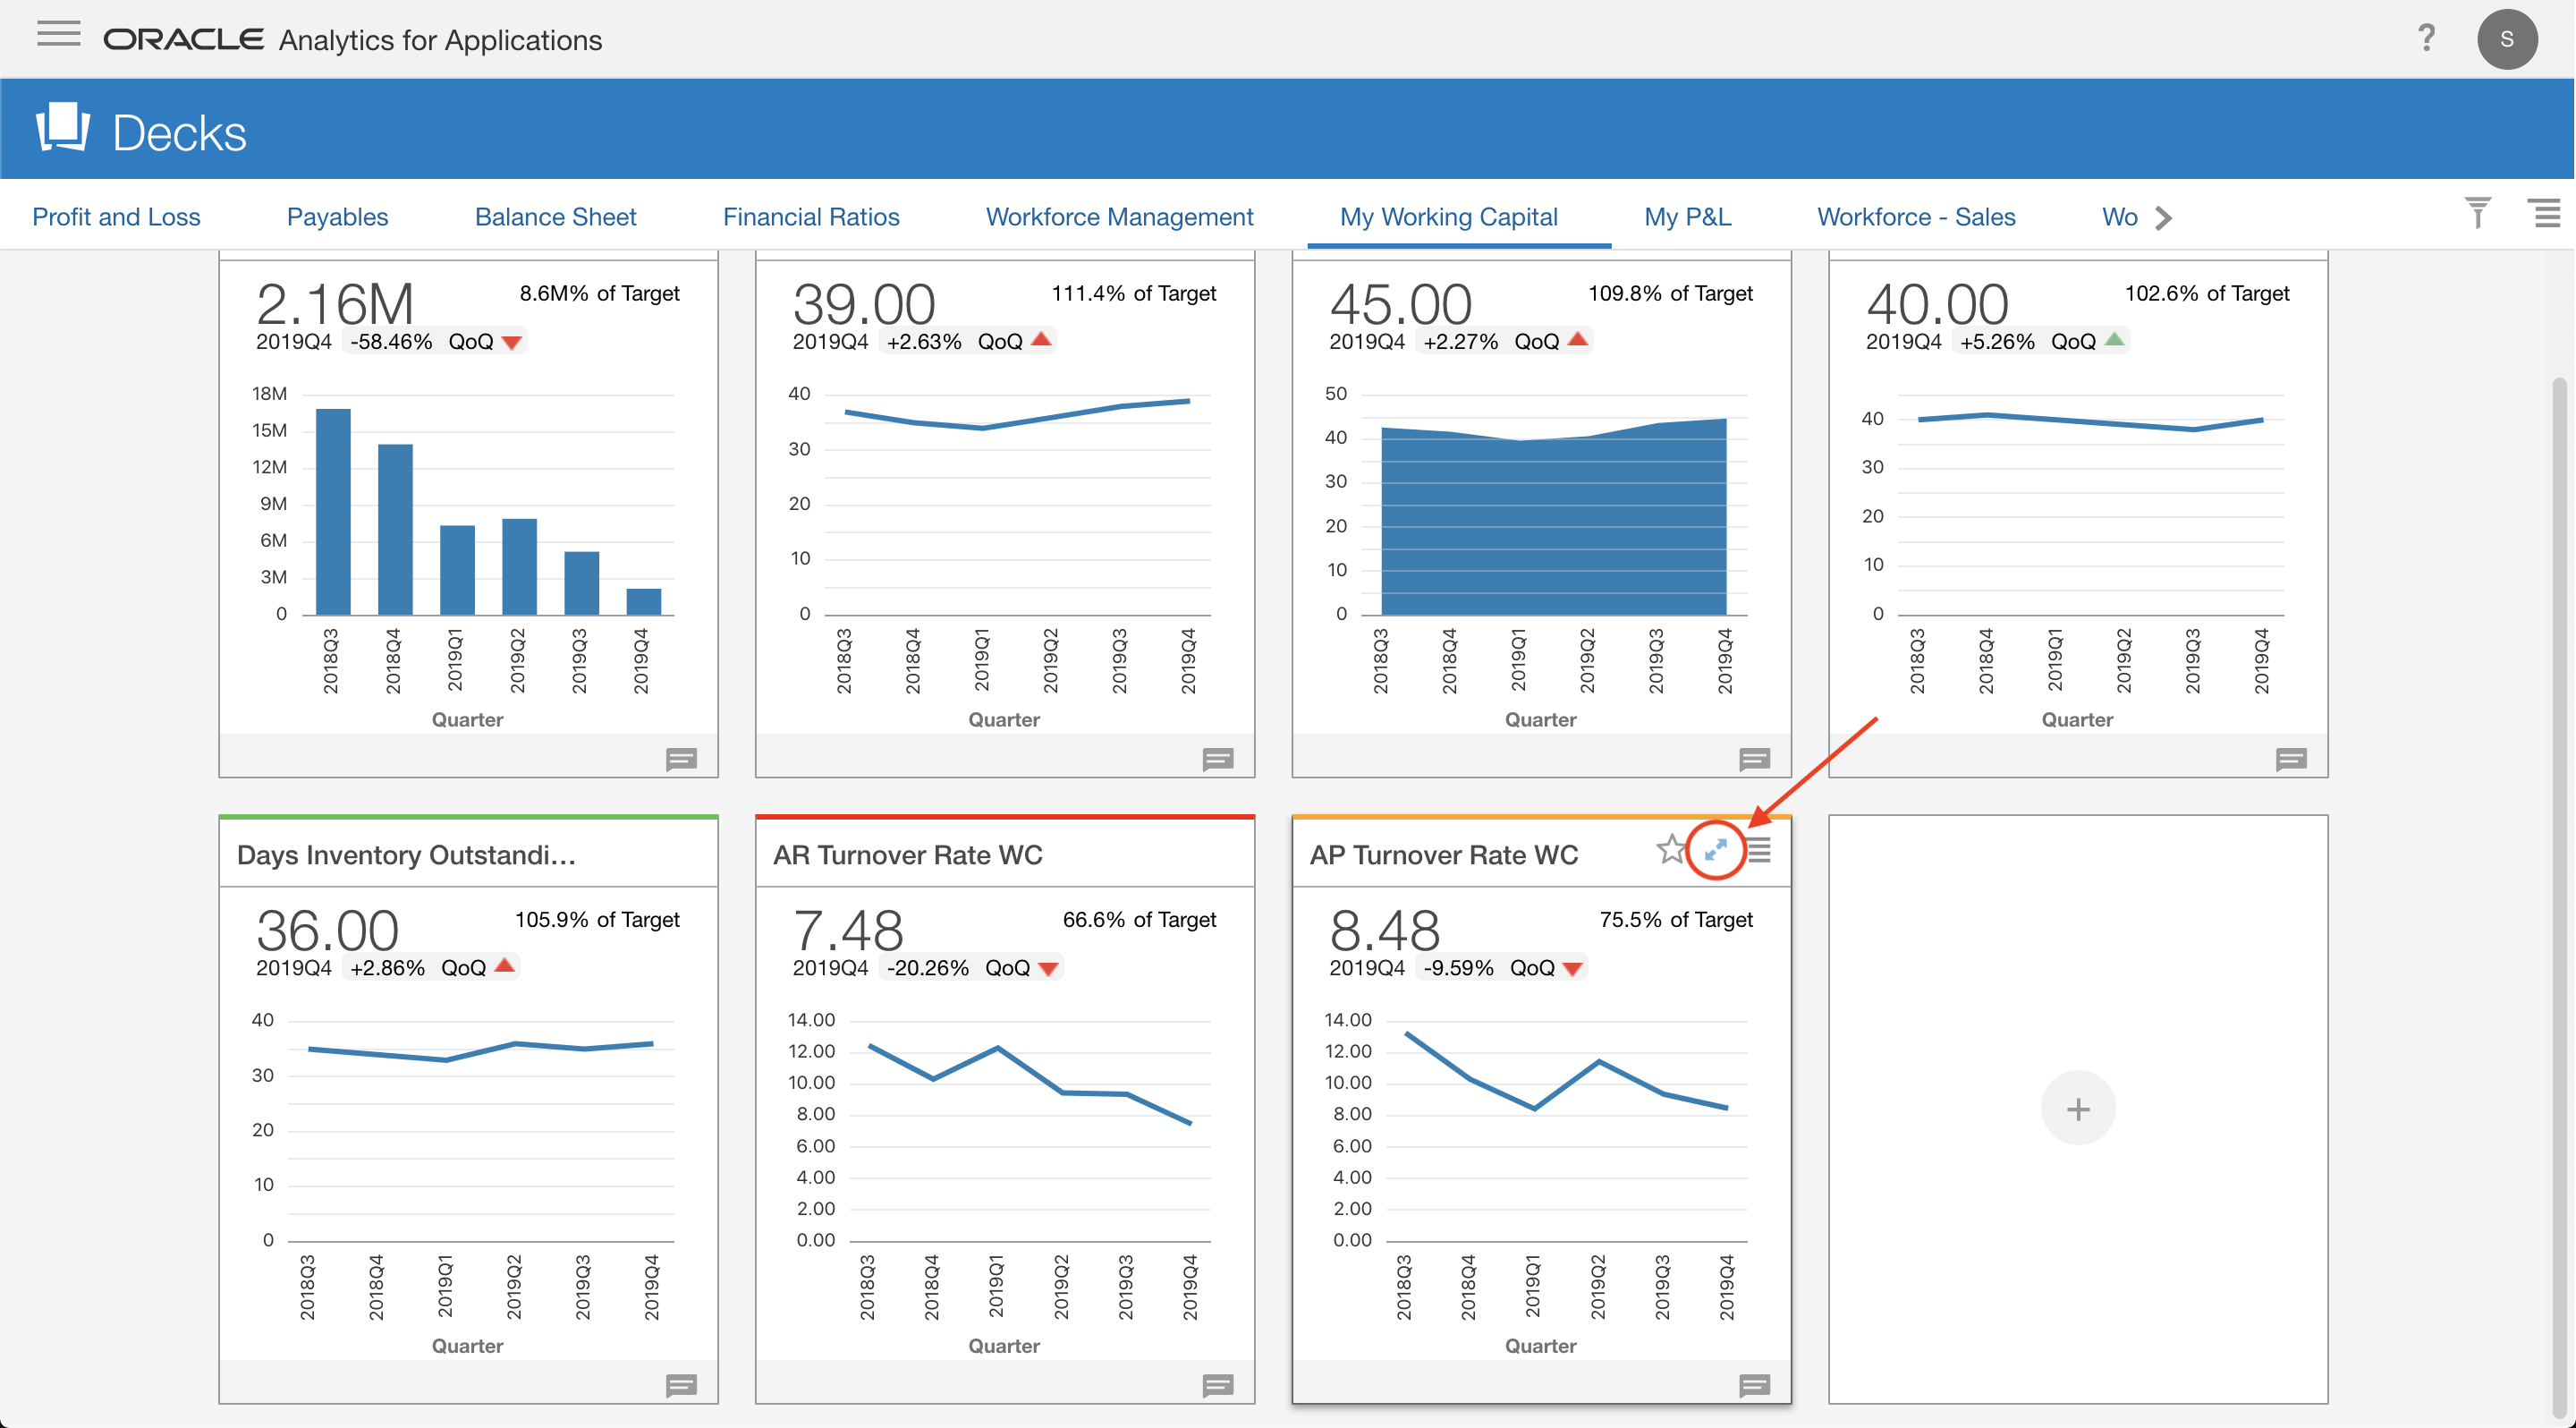 ORACLE Analytics for Applications
?
S
Decks
Profit and Loss Payables Balance Sheet Financial Ratios Workforce Management My Working Capital My P&L Workforce - Sales Wo
2.16M 8.6M% of Target
2019Q4 -58.46% QoQ
18M
15M
12M
9M
6M
3M
0
2018Q3 2018Q4 2019Q1 2019Q2 2019Q3 2019Q4
Quarter
39.00 111.4% of Target
2019Q4 +2.63% QoQ
40
30
20
10
0
2018Q3 2018Q4 2019Q1 2019Q2 2019Q3 2019Q4
Quarter
45.00 109.8% of Target
2019Q4 +2.27% QoQ
50
40
30
20
10
0
2018Q3 2018Q4 2019Q1 2019Q2 2019Q3 2019Q4
Quarter
40.00 102.6% of Target
2019Q4 +5.26% QoQ
40
30
20
10
0
2018Q3 2018Q4 2019Q1 2019Q2 2019Q3 2019Q4
Quarter
Days Inventory Outstandi...
36.00 105.9% of Target
2019Q4 +2.86% QoQ
40
30
20
10
0
2018Q3 2018Q4 2019Q1 2019Q2 2019Q3 2019Q4
Quarter
AR Turnover Rate WC
7.48 66.6% of Target
2019Q4 -20.26% QoQ
14.00
12.00
10.00
8.00
6.00
4.00
2.00
0.00
2018Q3 2018Q4 2019Q1 2019Q2 2019Q3 2019Q4
Quarter
AP Turnover Rate WC
8.48 75.5% of Target
2019Q4 -9.59% QoQ
14.00
12.00
10.00
8.00
6.00
4.00
2.00
0.00
2018Q3 2018Q4 2019Q1 2019Q2 2019Q3 2019Q4
Quarter
+